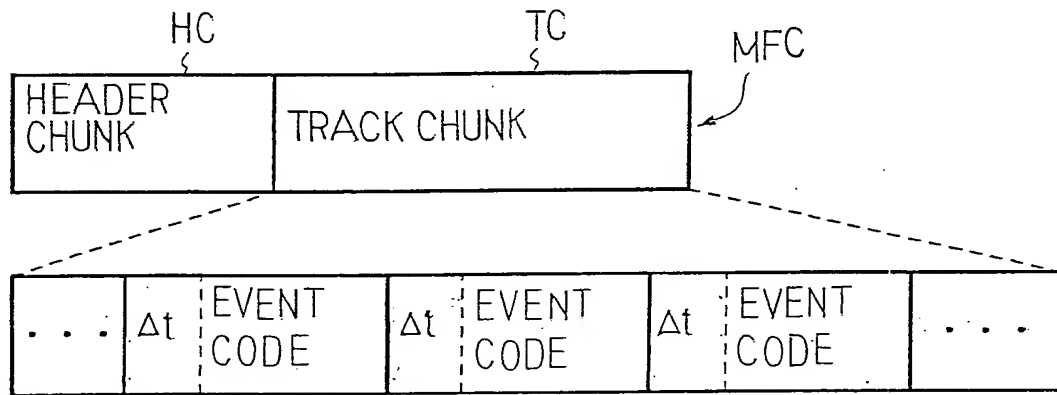 HC
TC
MFC
HEADER
CHUNK
TRACK CHUNK
... Δt EVENT
CODE Δt EVENT
CODE Δt EVENT
CODE ...